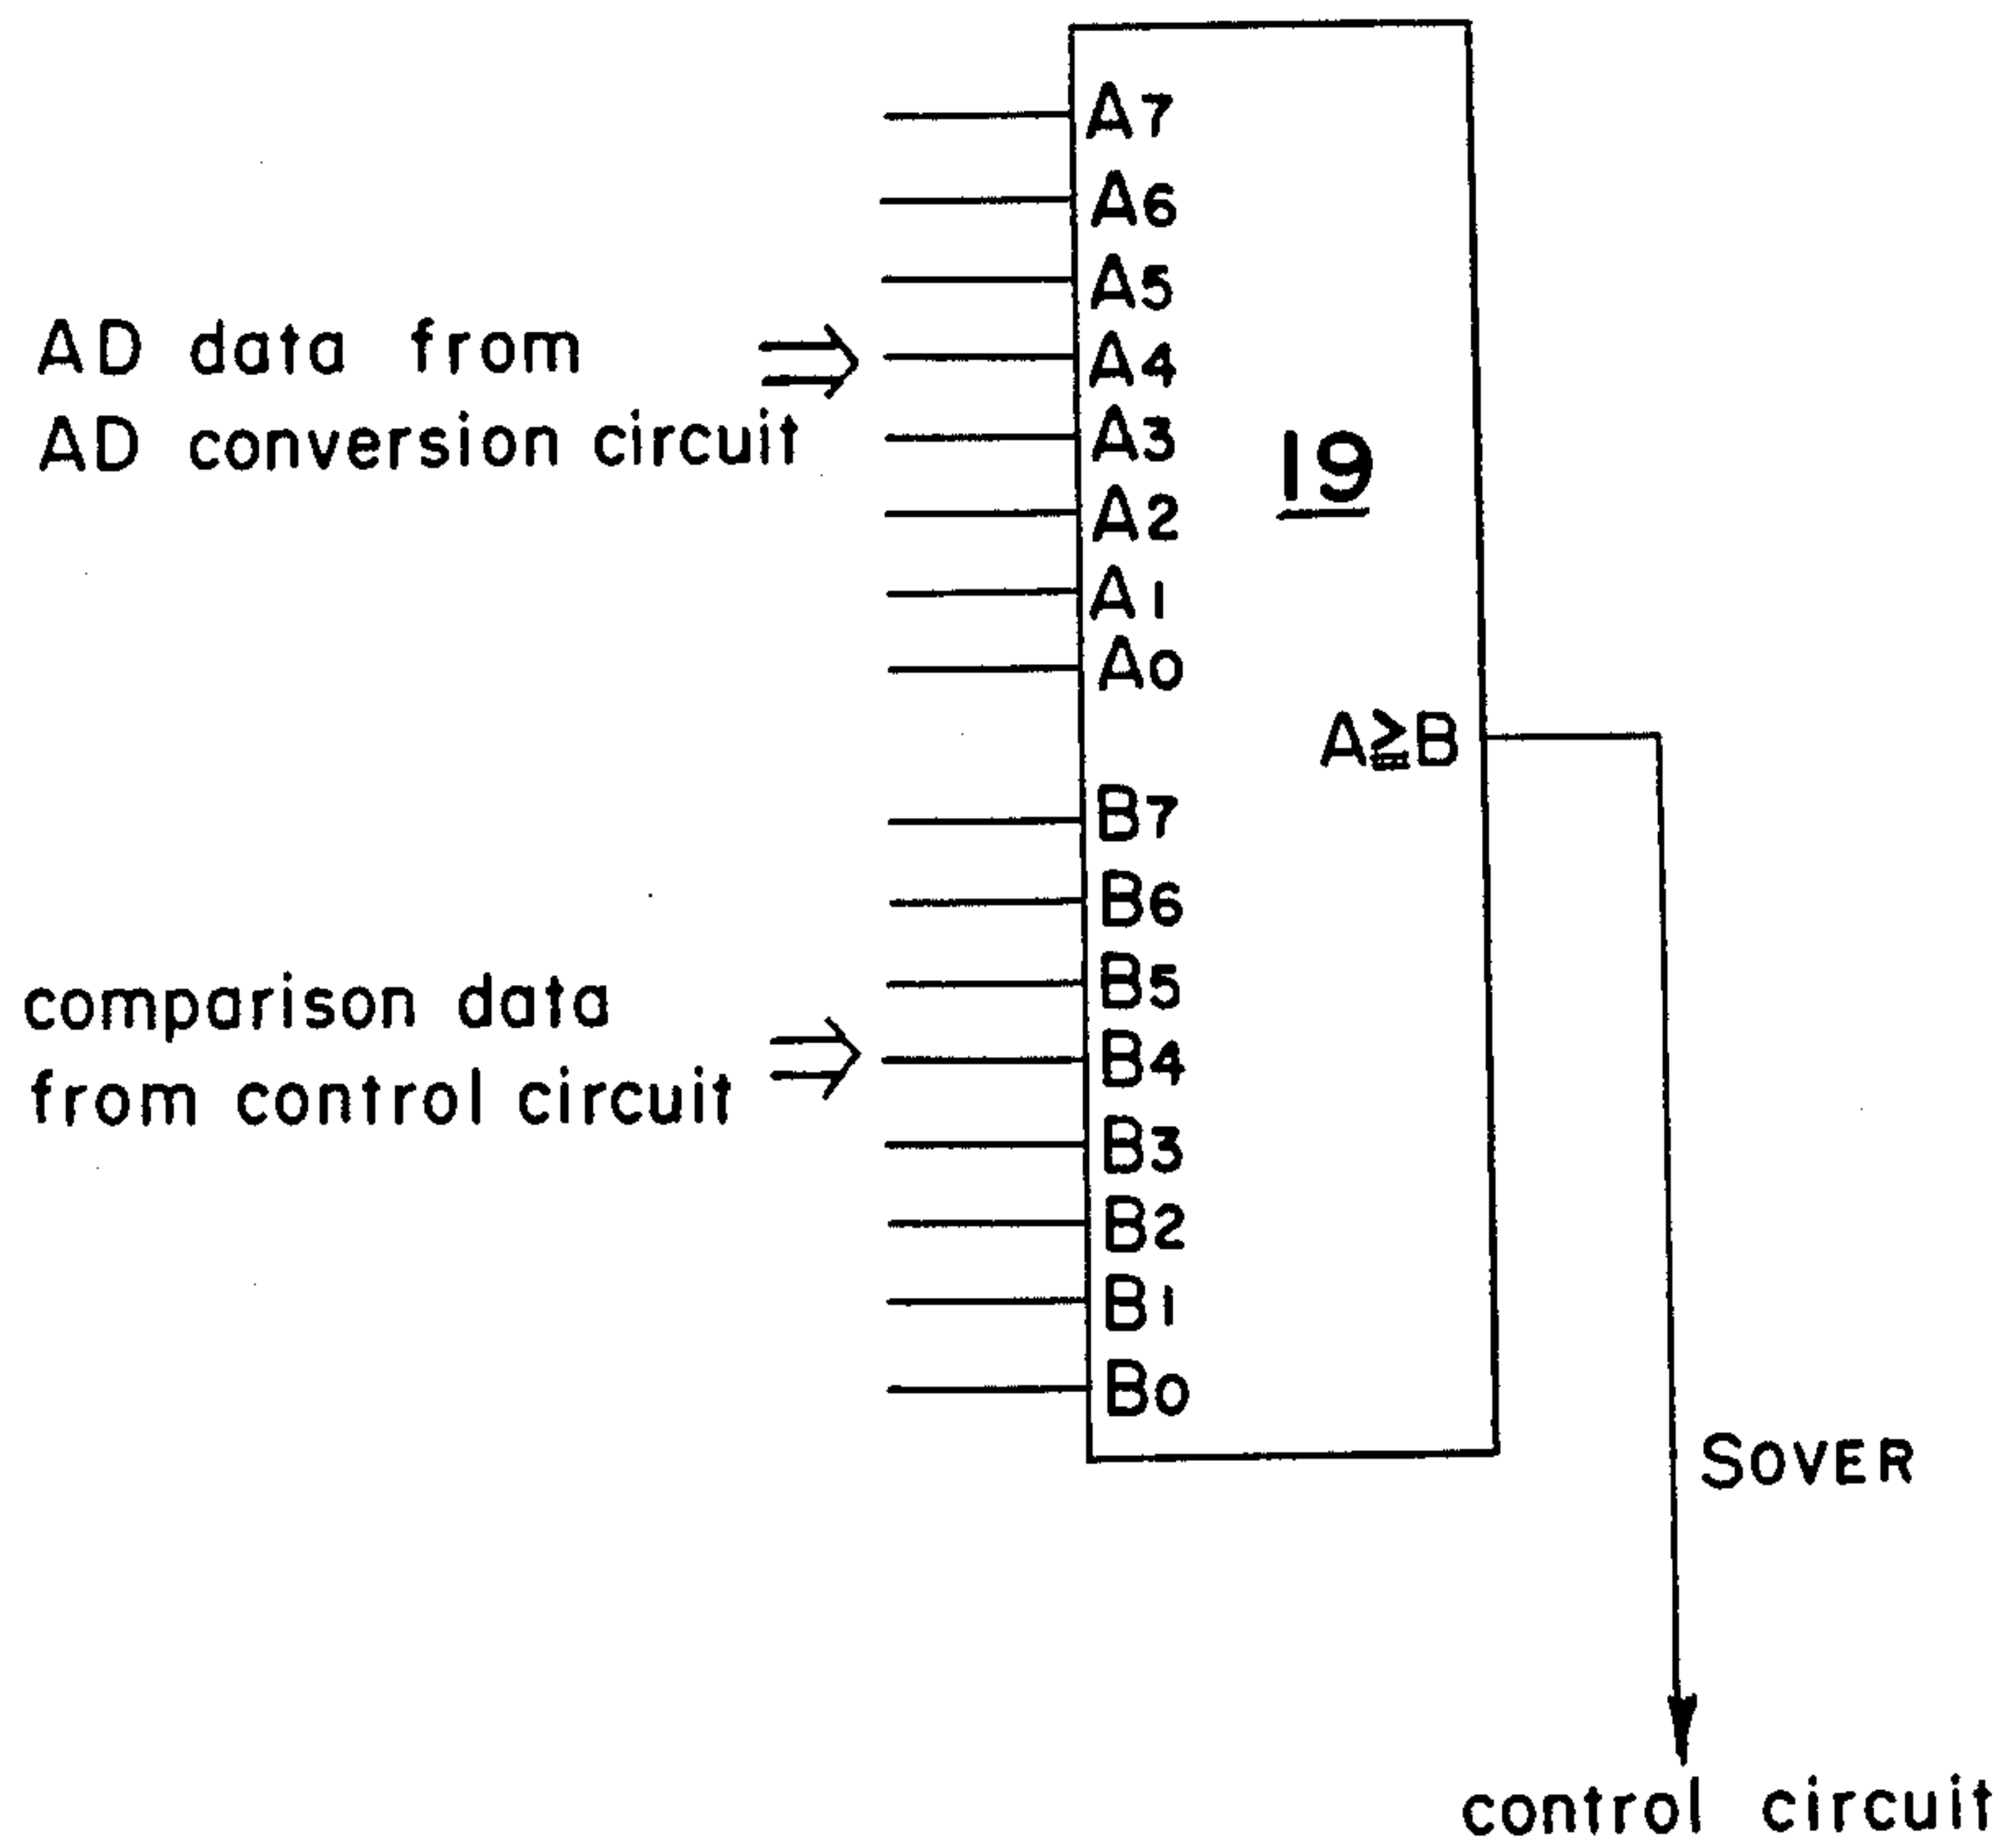 A7
A6
A5
AD data from
A4
AD conversion circuit
A3
19
A2
A1
A0
A≧B
B7
B6
comparison data
B5
B4
from control circuit
B3
B2
B1
B0
SOVER
control circuit